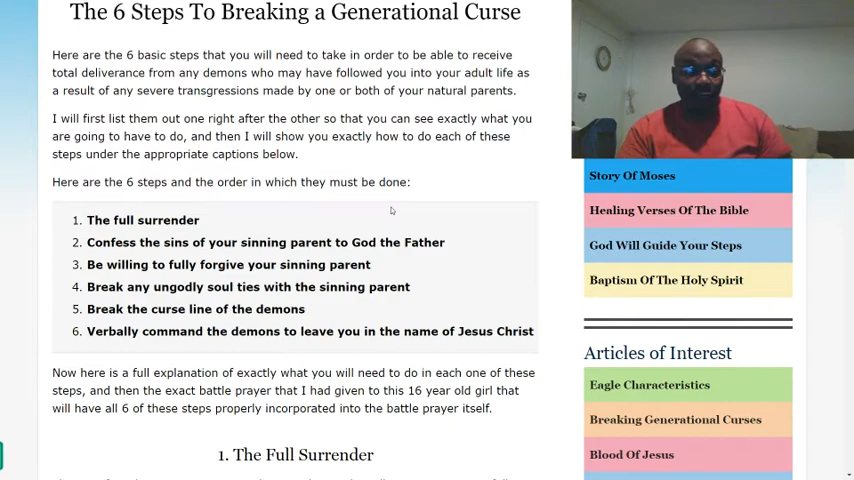 The 6 Steps To Breaking a Generational Curse
Here are the 6 basic steps that you will need to take in order to be able to receive
total deliverance from any demons who may have followed you into your adult life as
a result of any severe transgressions made by one or both of your natural parents.
I will first list them out one right after the other so that you can see exactly what you
are going to have to do, and then I will show you exactly how to do each of these
steps under the appropriate captions below.
Here are the 6 steps and the order in which they must be done:
1. The full surrender
2. Confess the sins of your sinning parent to God the Father
3. Be willing to fully forgive your sinning parent
4. Break any ungodly soul ties with the sinning parent
5. Break the curse line of the demons
6. Verbally command the demons to leave you in the name of Jesus Christ
Now here is a full explanation of exactly what you will need to do in each one of these
steps, and then the exact battle prayer that I had given to this 16 year old girl that
will have all 6 of these steps properly incorporated into the battle prayer itself.
1. The Full Surrender
Story Of Moses
Healing Verses Of The Bible
God Will Guide Your Steps
Baptism Of The Holy Spirit
Articles of Interest
Eagle Characteristics
Breaking Generational Curses
Blood Of Jesus